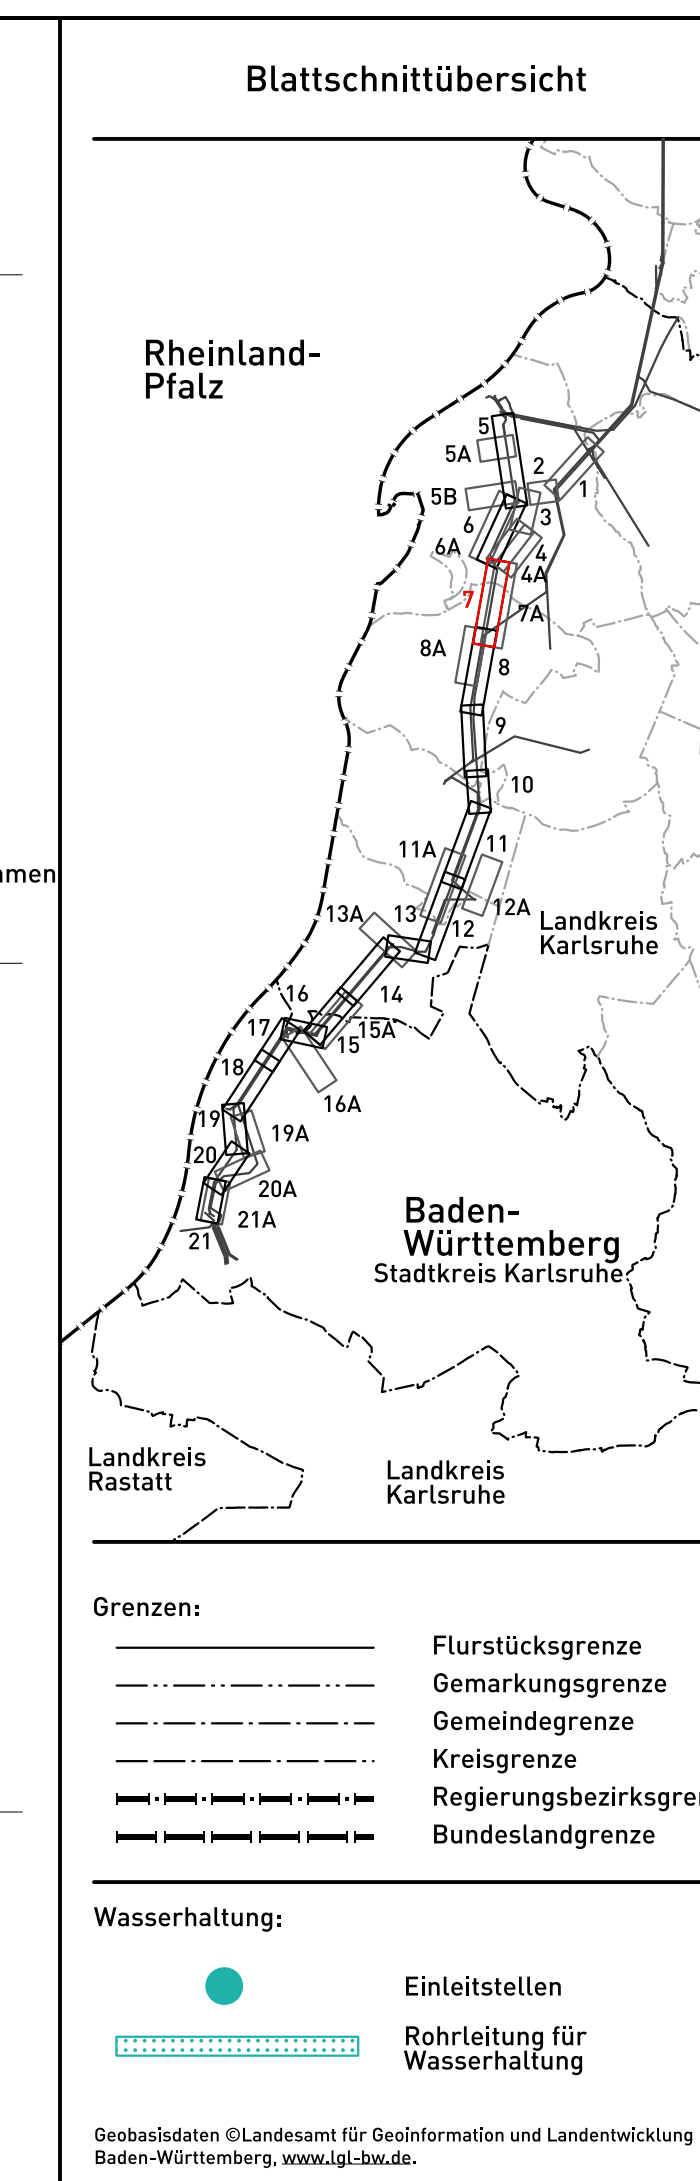 Blattschnittübersicht
Rheinland-
Pfalz
5
5A
2
1
5B
3
6
4
6A
4A
7
7A
8A
8
9
10
11
11A
12A
13A
13
12
Landkreis
Karlsruhe
16
14
17
15A
15
18
16A
19
19A
20
20A
21A
21
Baden-
Württemberg
Stadtkreis Karlsruhe
Landkreis
Rastatt
Landkreis
Karlsruhe
Grenzen:
Flurstücksgrenze
Gemarkungsgrenze
Gemeindegrenze
Kreisgrenze
Regierungsbezirksgre
Bundeslandgrenze
Wasserhaltung:
Einleitstellen
Rohrleitung für
Wasserhaltung
Geobasisdaten ©Landesamt für Geoinformation und Landentwicklung
Baden-Württemberg, www.lgl-bw.de.